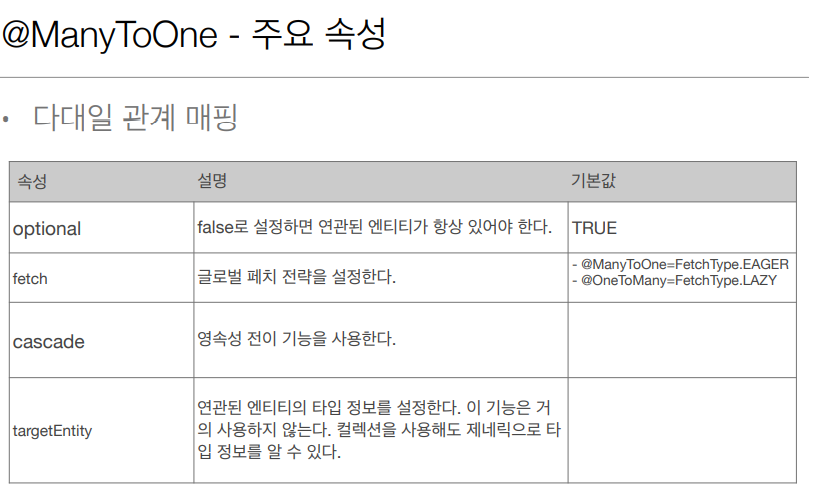 @ManyToOne - 주요 속성
• 다대일 관계 매핑
속성 설명 기본값
optional false로 설정하면 연관된 엔티티가 항상 있어야 한다. TRUE
fetch 글로벌 페치 전략을 설정한다. - @ManyToOne=FetchType.EAGER
- @OneToMany=FetchType.LAZY
cascade 영속성 전이 기능을 사용한다.
targetEntity 연관된 엔티티의 타입 정보를 설정한다. 이 기능은 거
의 사용하지 않는다. 컬렉션을 사용해도 제네릭으로 타
입 정보를 알 수 있다.